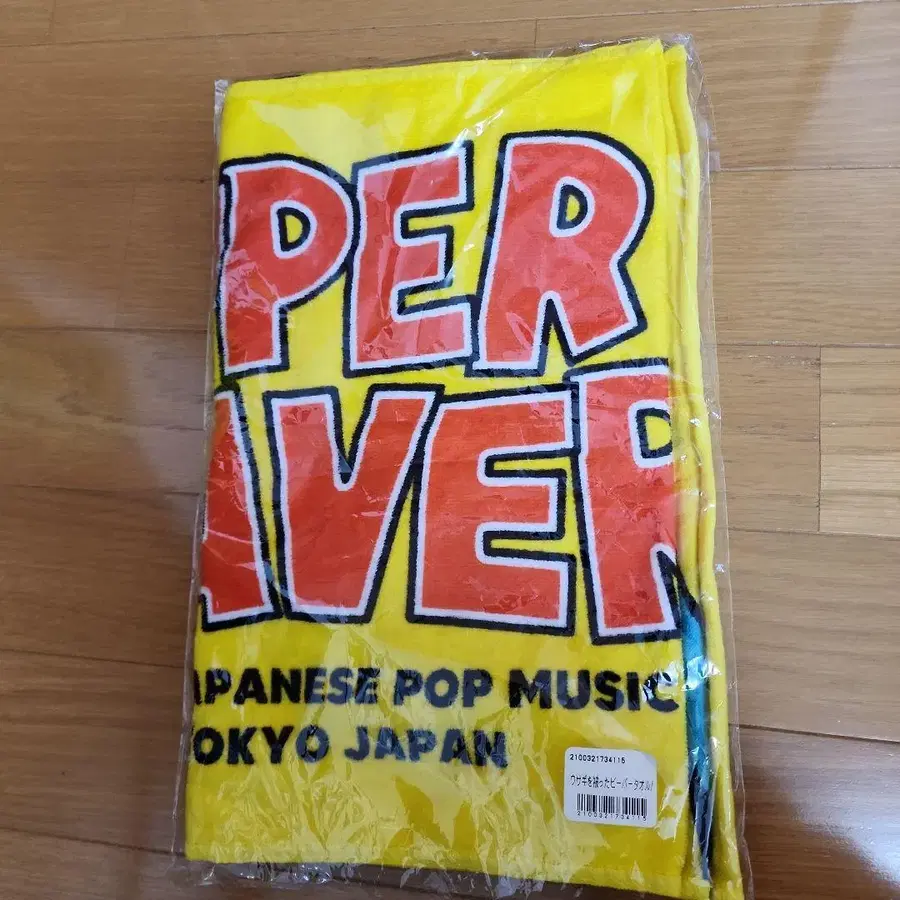 PER
AVER
APANESE POP MUSIC
OKYO JAPAN
2100321734115
ウサギを被ったビーバータオル/
2100321734115